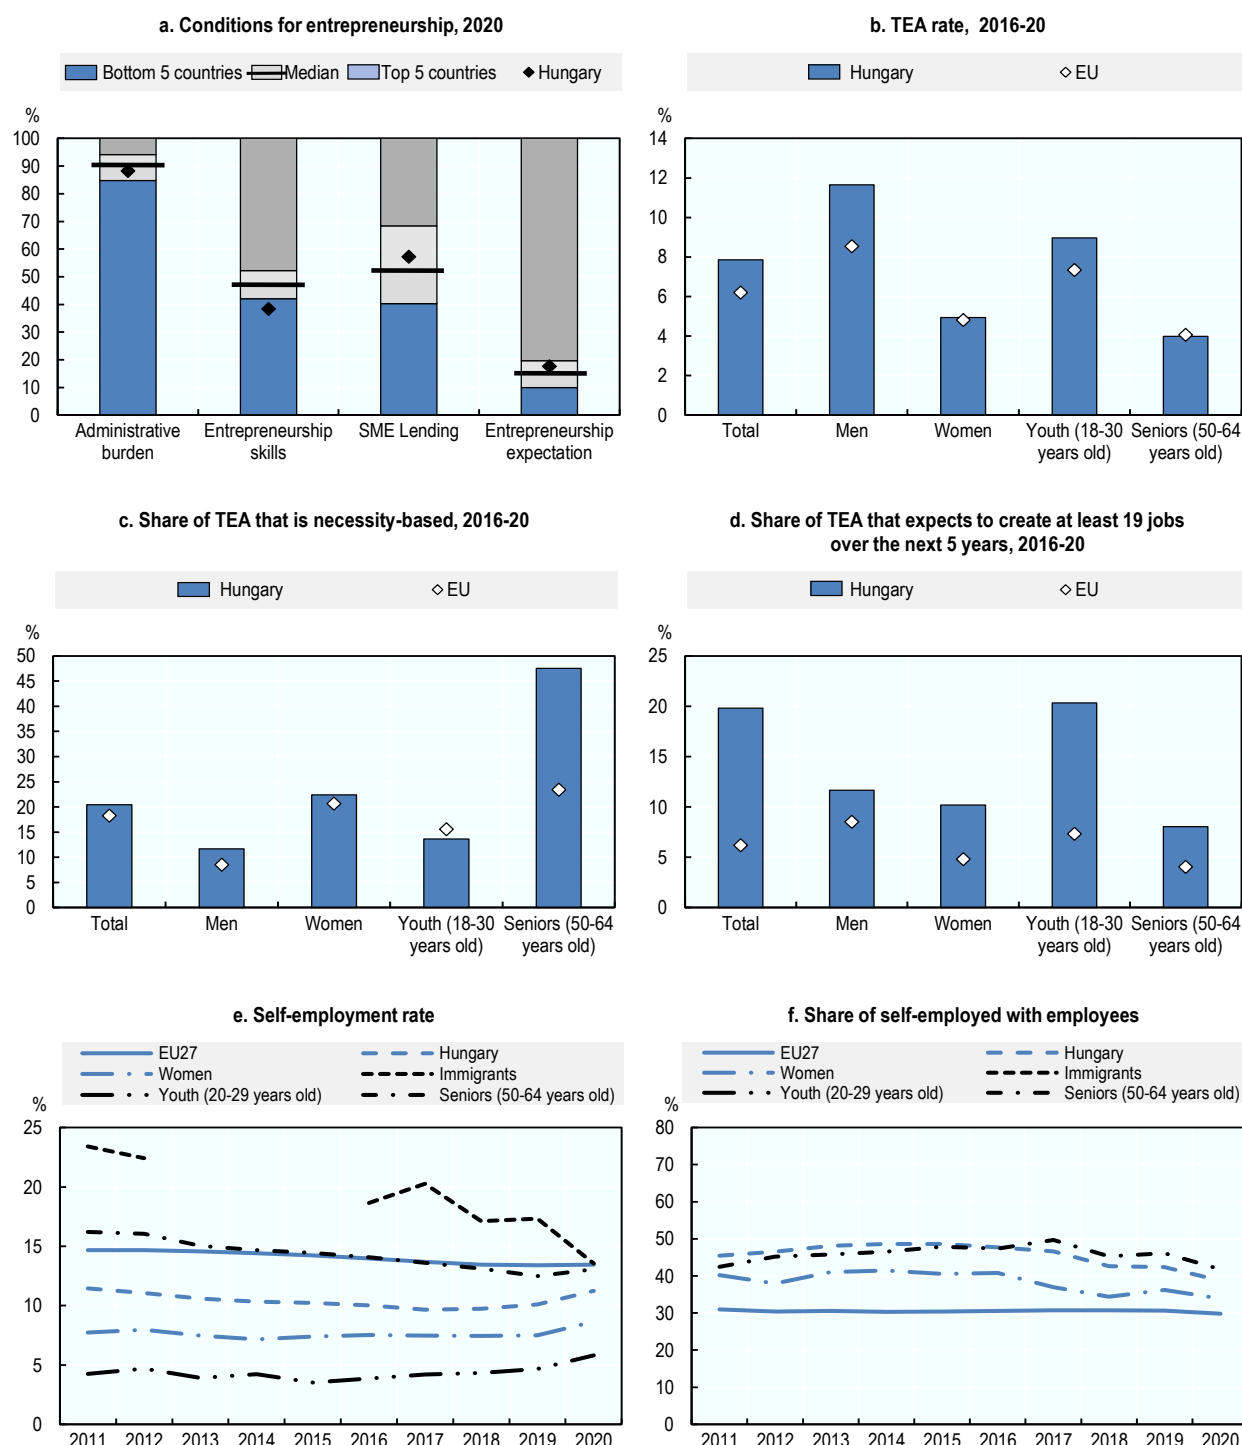 a. Conditions for entrepreneurship, 2020
Bottom 5 countries Median Top 5 countries Hungary
%
100
90
80
70
60
50
40
30
20
10
0
Administrative burden
Entrepreneurship skills
SME Lending
Entrepreneurship expectation
b. TEA rate, 2016-20
Hungary EU
%
14
12
10
8
6
4
2
0
Total
Men
Women
Youth (18-30 years old)
Seniors (50-64 years old)
c. Share of TEA that is necessity-based, 2016-20
Hungary EU
%
50
45
40
35
30
25
20
15
10
5
0
Total
Men
Women
Youth (18-30 years old)
Seniors (50-64 years old)
d. Share of TEA that expects to create at least 19 jobs
over the next 5 years, 2016-20
Hungary EU
%
25
20
15
10
5
0
Total
Men
Women
Youth (18-30 years old)
Seniors (50-64 years old)
e. Self-employment rate
EU27 Hungary
Women Immigrants
Youth (20-29 years old) Seniors (50-64 years old)
%
25
20
15
10
5
0
2011 2012 2013 2014 2015 2016 2017 2018 2019 2020
f. Share of self-employed with employees
EU27 Hungary
Women Immigrants
Youth (20-29 years old) Seniors (50-64 years old)
%
80
70
60
50
40
30
20
10
0
2011 2012 2013 2014 2015 2016 2017 2018 2019 2020